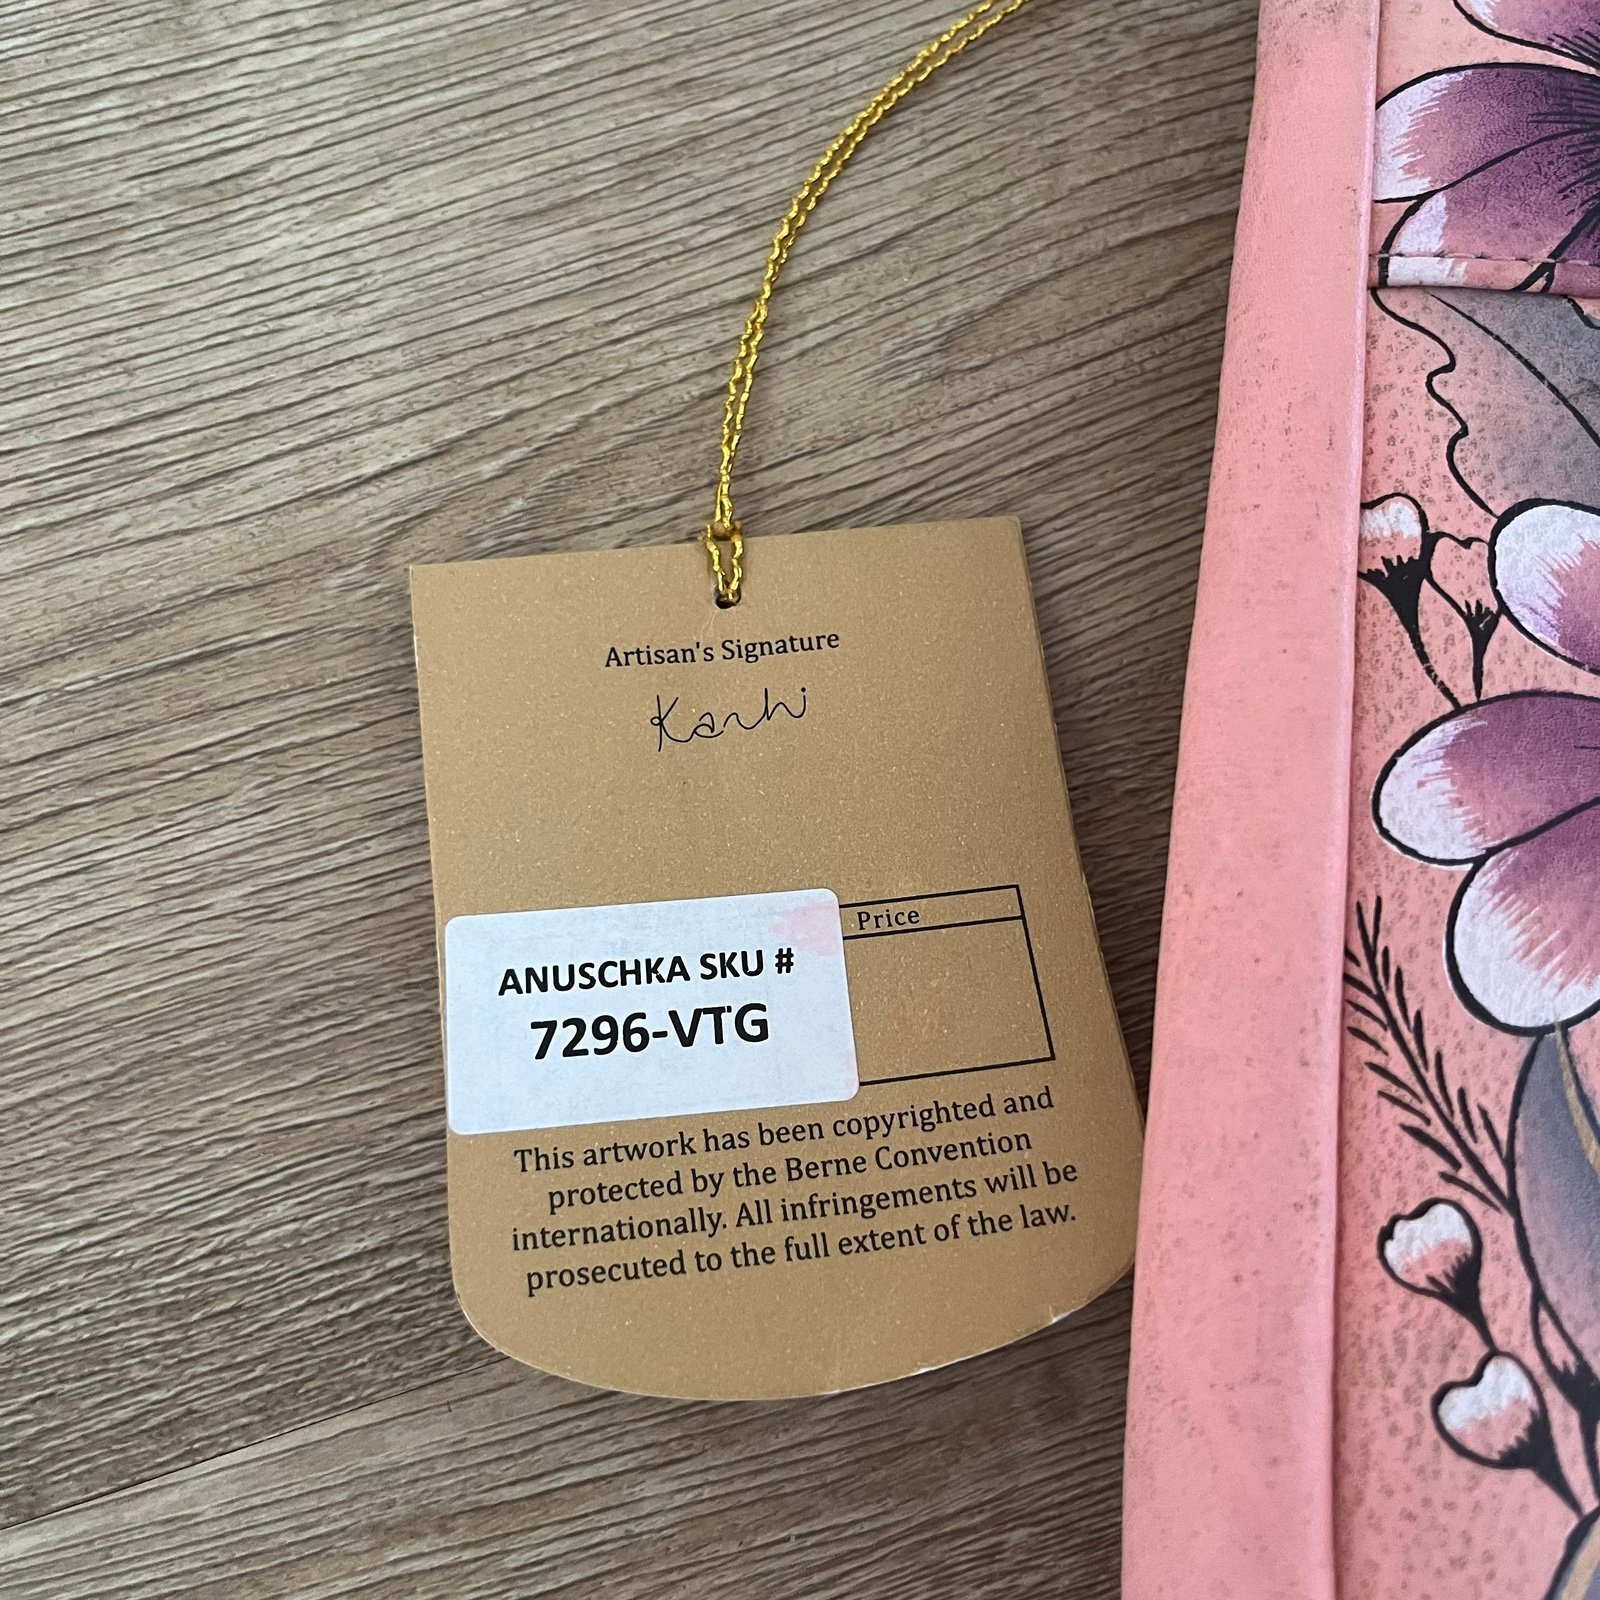 Artisan's Signature
Kanhi
ANUSCHKA SKU #
7296-VTG
Price
This artwork has been copyrighted and
protected by the Berne Convention
internationally. All infringements will be
prosecuted to the full extent of the law.